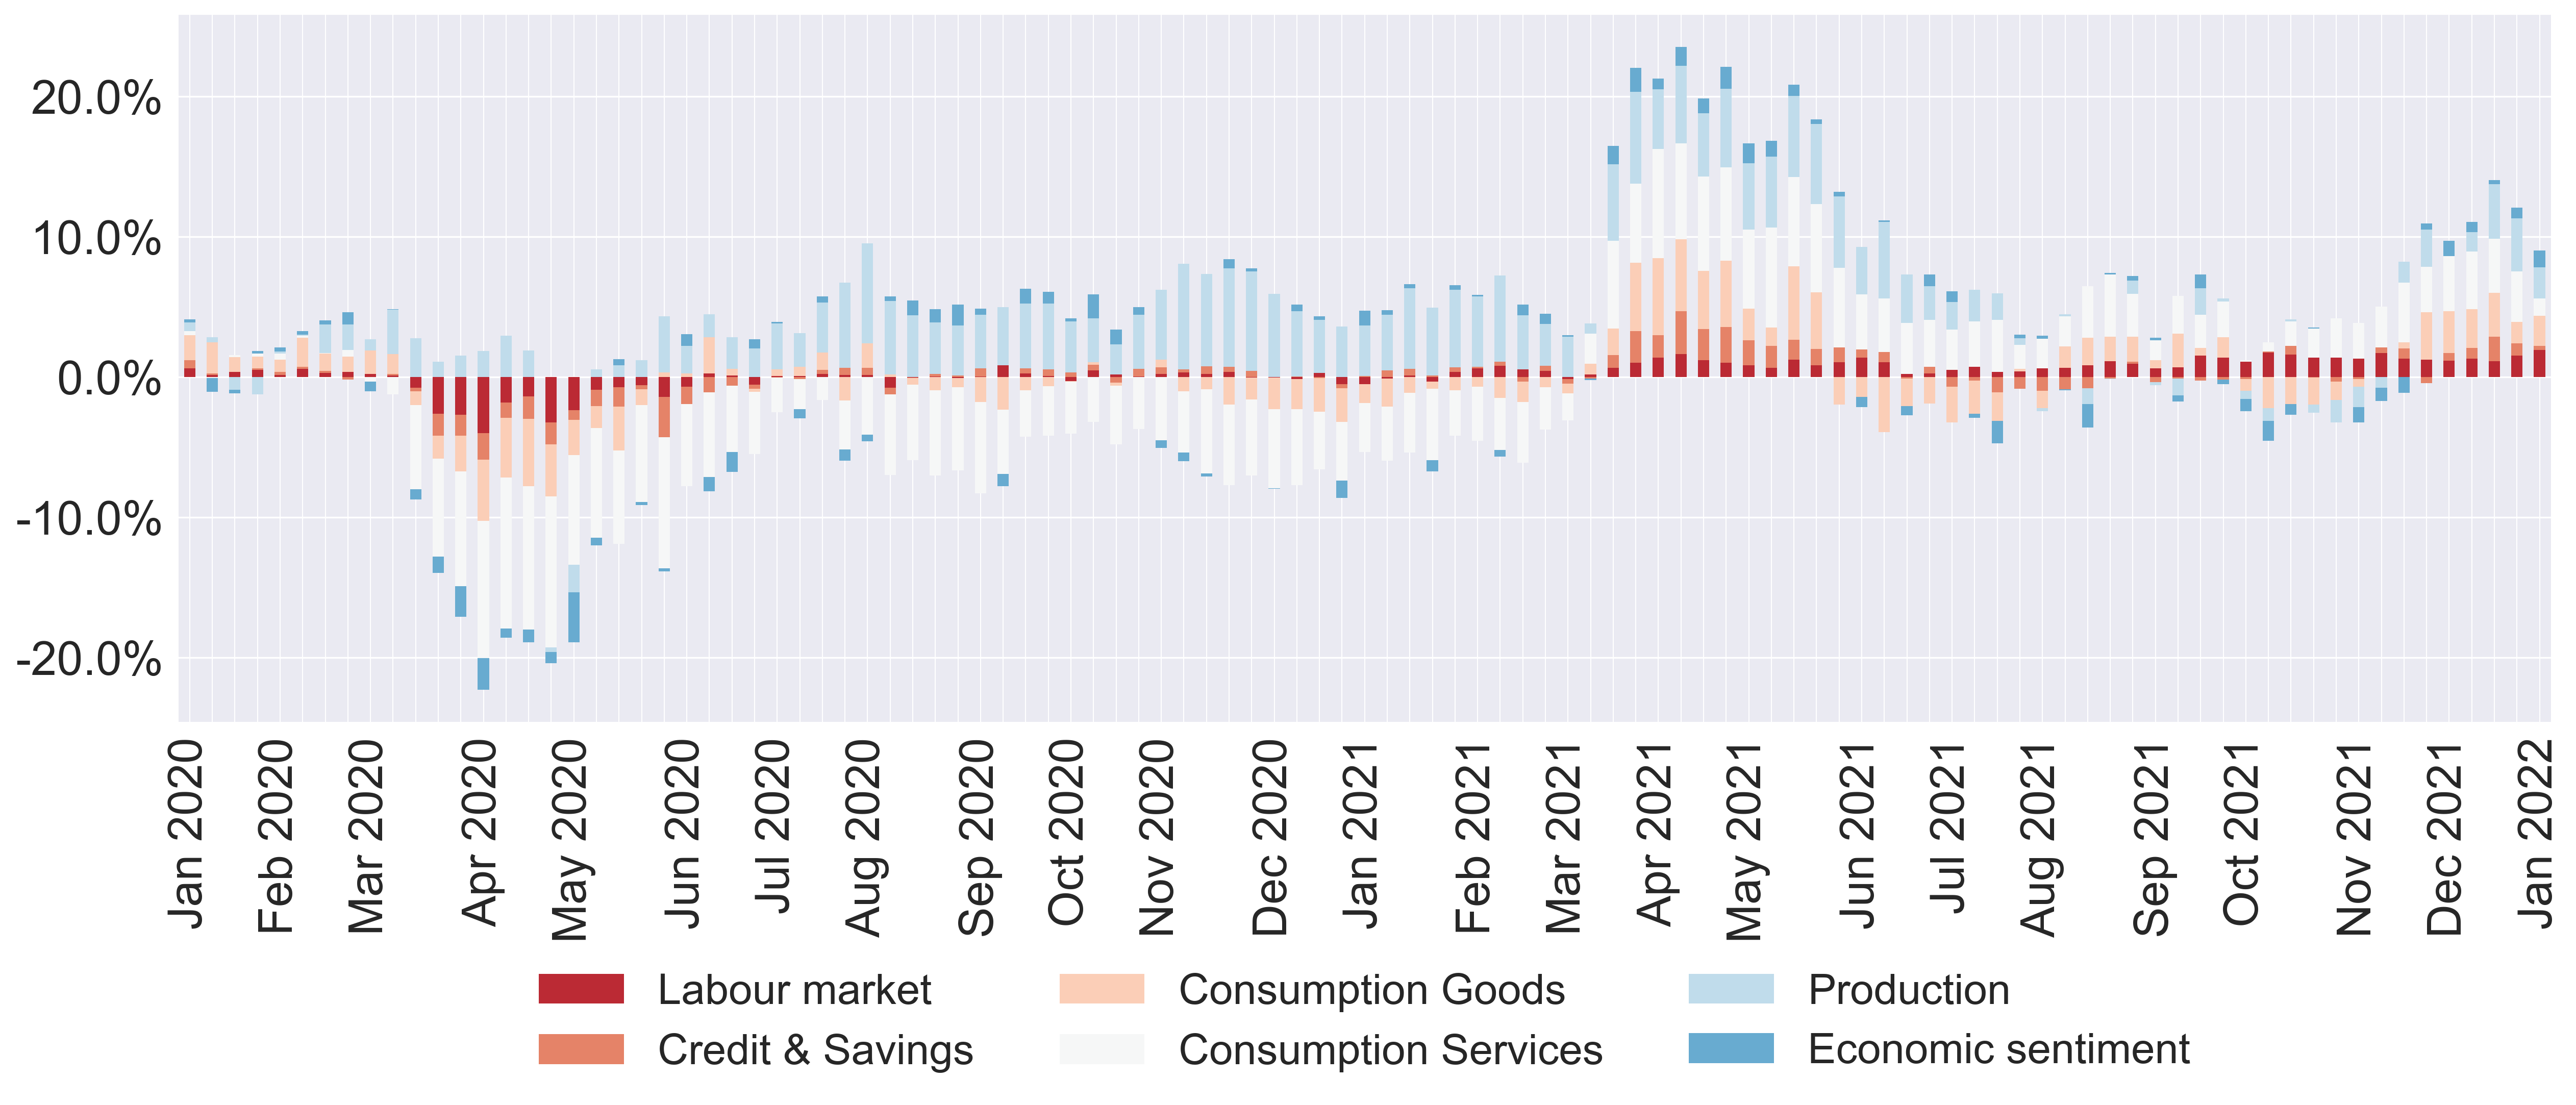 20.0%
10.0%
0.0%
-10.0%
-20.0%
Jan 2020
Feb 2020
Mar 2020
Apr 2020
May 2020
Jun 2020
Jul 2020
Aug 2020
Sep 2020
Oct 2020
Nov 2020
Dec 2020
Jan 2021
Feb 2021
Mar 2021
Apr 2021
May 2021
Jun 2021
Jul 2021
Aug 2021
Sep 2021
Oct 2021
Nov 2021
Dec 2021
Jan 2022
Labour market
Credit & Savings
Consumption Goods
Consumption Services
Production
Economic sentiment